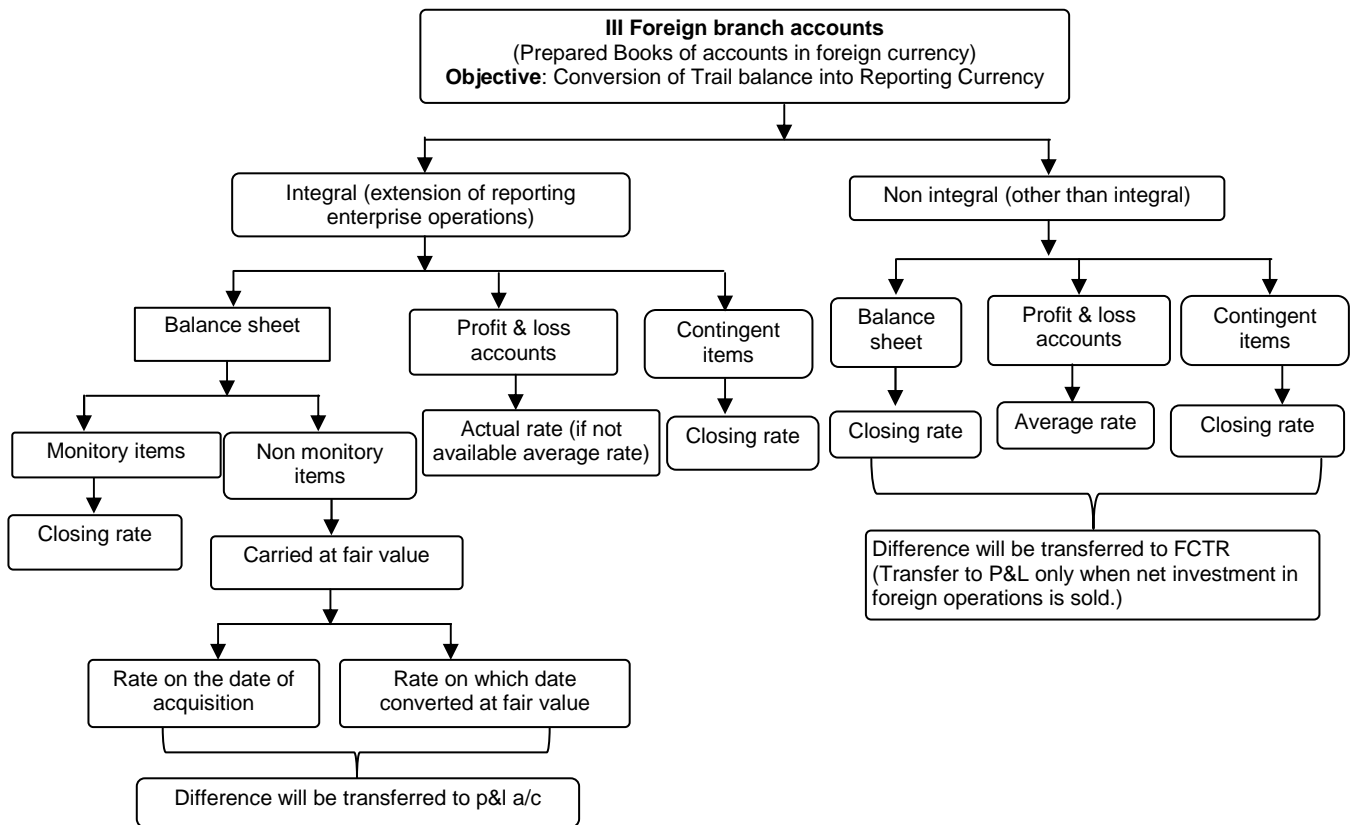 III Foreign branch accounts
(Prepared Books of accounts in foreign currency)
Objective: Conversion of Trail balance into Reporting Currency
Integral (extension of reporting
enterprise operations)
Non integral (other than integral)
Balance sheet
Profit & loss
accounts
Contingent
items
Balance
sheet
Profit & loss
accounts
Contingent
items
Monitory items
Non monitory
items
Actual rate (if not
available average rate)
Closing rate
Closing rate
Average rate
Closing rate
Closing rate
Carried at fair value
Difference will be transferred to FCTR
(Transfer to P&L only when net investment in
foreign operations is sold.)
Rate on the date of
acquisition
Rate on which date
converted at fair value
Difference will be transferred to p&l a/c